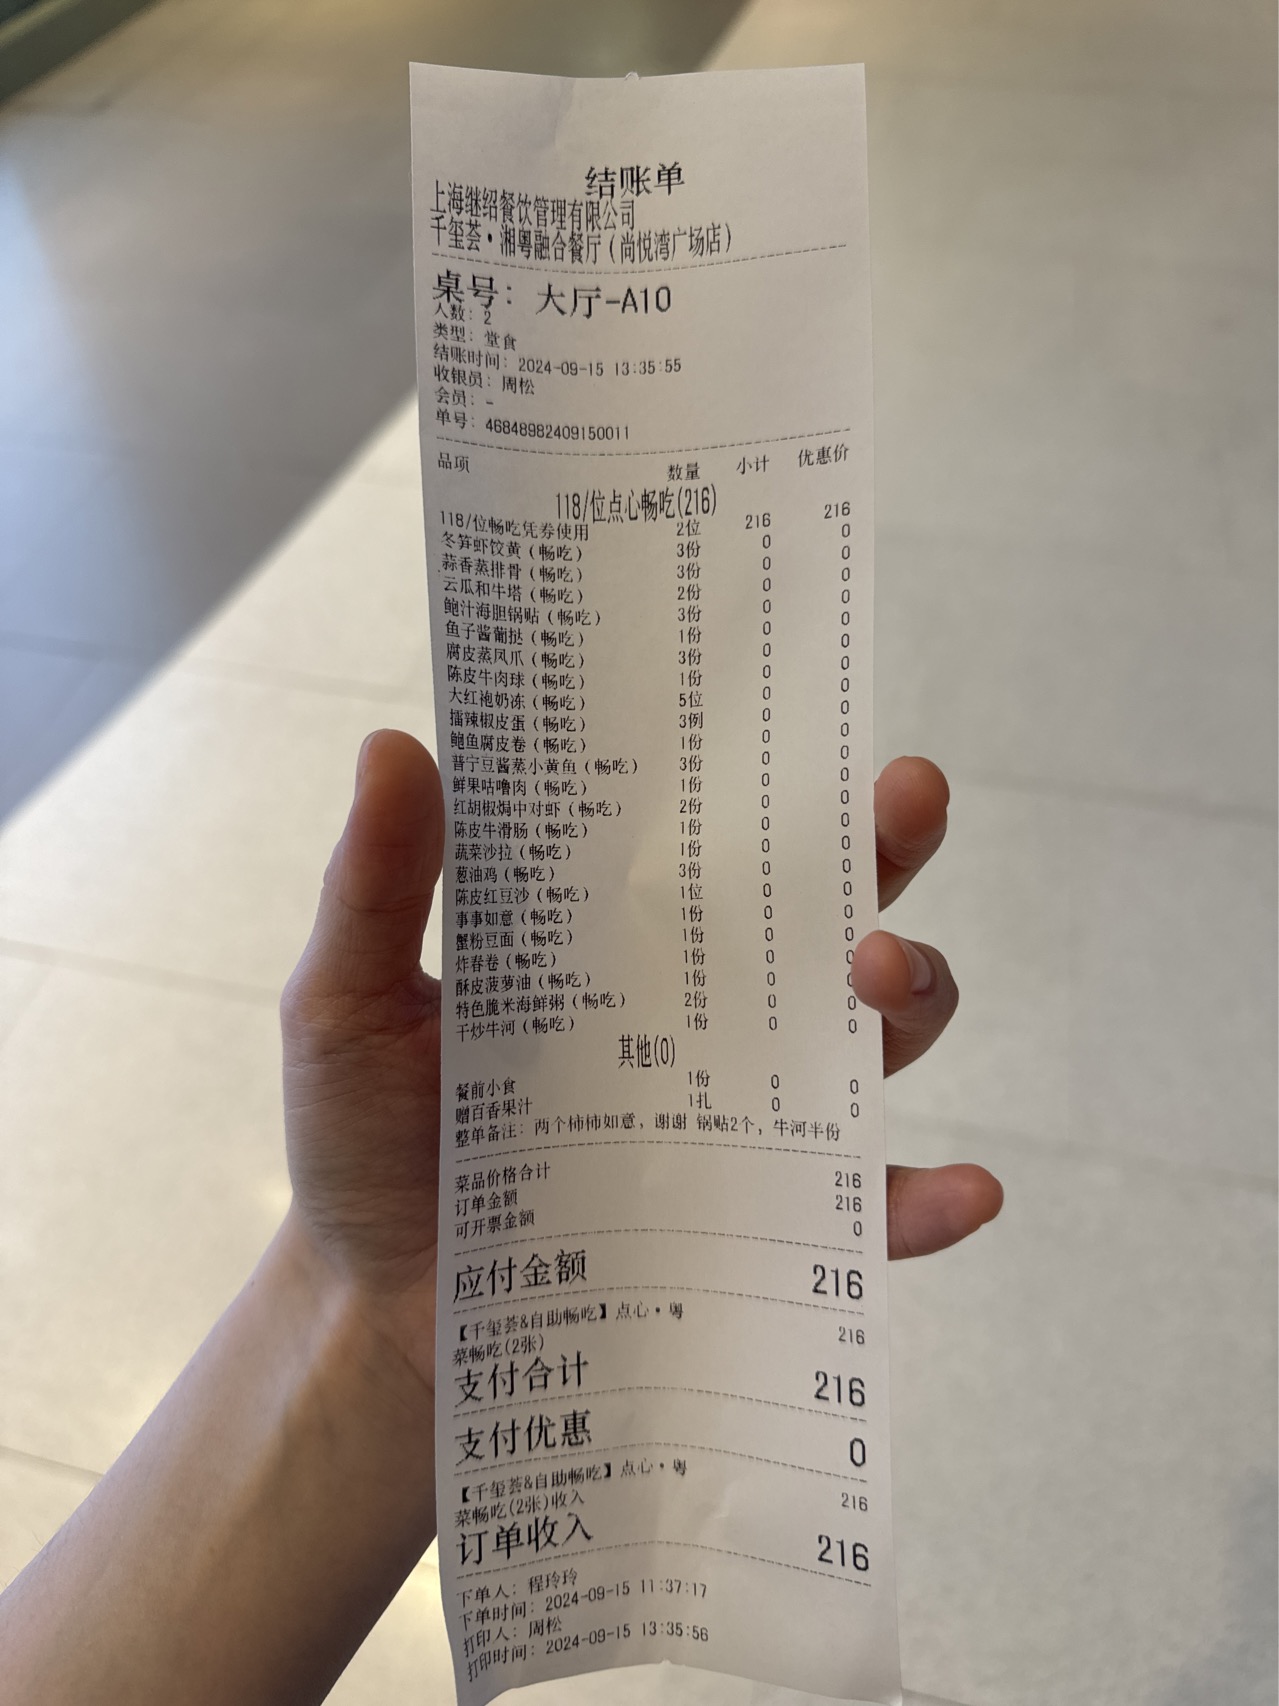 结账单
上海继绍餐饮管理有限公司
千玺荟·湘粤融合餐厅(尚悦湾广场店)
桌号: 大厅-A10
人数: 2
类型: 堂食
结账时间: 2024-09-15 13:35:55
收银员: 周松
会员: -
单号: 46848982409150011
品项 数量 小计 优惠价
118/位点心畅吃(216)
118/位畅吃凭券使用 2位 216 216
冬笋虾饺黄(畅吃) 3份 0 0
蒜香蒸排骨(畅吃) 3份 0 0
云瓜和牛塔(畅吃) 2份 0 0
鲍汁海胆锅贴(畅吃) 3份 0 0
鱼子酱葡挞(畅吃) 1份 0 0
腐皮蒸凤爪(畅吃) 3份 0 0
陈皮牛肉球(畅吃) 1份 0 0
大红袍奶冻(畅吃) 5位 0 0
擂辣椒皮蛋(畅吃) 3例 0 0
鲍鱼腐皮卷(畅吃) 1份 0 0
普宁豆酱蒸小黄鱼(畅吃) 3份 0 0
鲜果咕噜肉(畅吃) 1份 0 0
红胡椒焗中对虾(畅吃) 2份 0 0
陈皮牛滑肠(畅吃) 1份 0 0
蔬菜沙拉(畅吃) 1份 0 0
葱油鸡(畅吃) 3份 0 0
陈皮红豆沙(畅吃) 1位 0 0
事事如意(畅吃) 1份 0 0
蟹粉豆面(畅吃) 1份 0 0
炸春卷(畅吃) 1份 0 0
酥皮菠萝油(畅吃) 1份 0
特色脆米海鲜粥(畅吃) 2份 0 0
干炒牛河(畅吃) 1份 0 0
其他(0)
餐前小食 1份 0 0
赠百香果汁 1扎 0 0
整单备注: 两个柿柿如意，谢谢 锅贴2个，牛河半份
菜品价格合计 216
订单金额 216
可开票金额 0
应付金额 216
【千玺荟&自助畅吃】点心·粤 216
菜畅吃(2张)
支付合计 216
支付优惠 0
【千玺荟&自助畅吃】点心·粤 216
菜畅吃(2张)收入
订单收入 216
下单人: 程玲玲
下单时间: 2024-09-15 11:37:17
打印人: 周松
打印时间: 2024-09-15 13:35:56